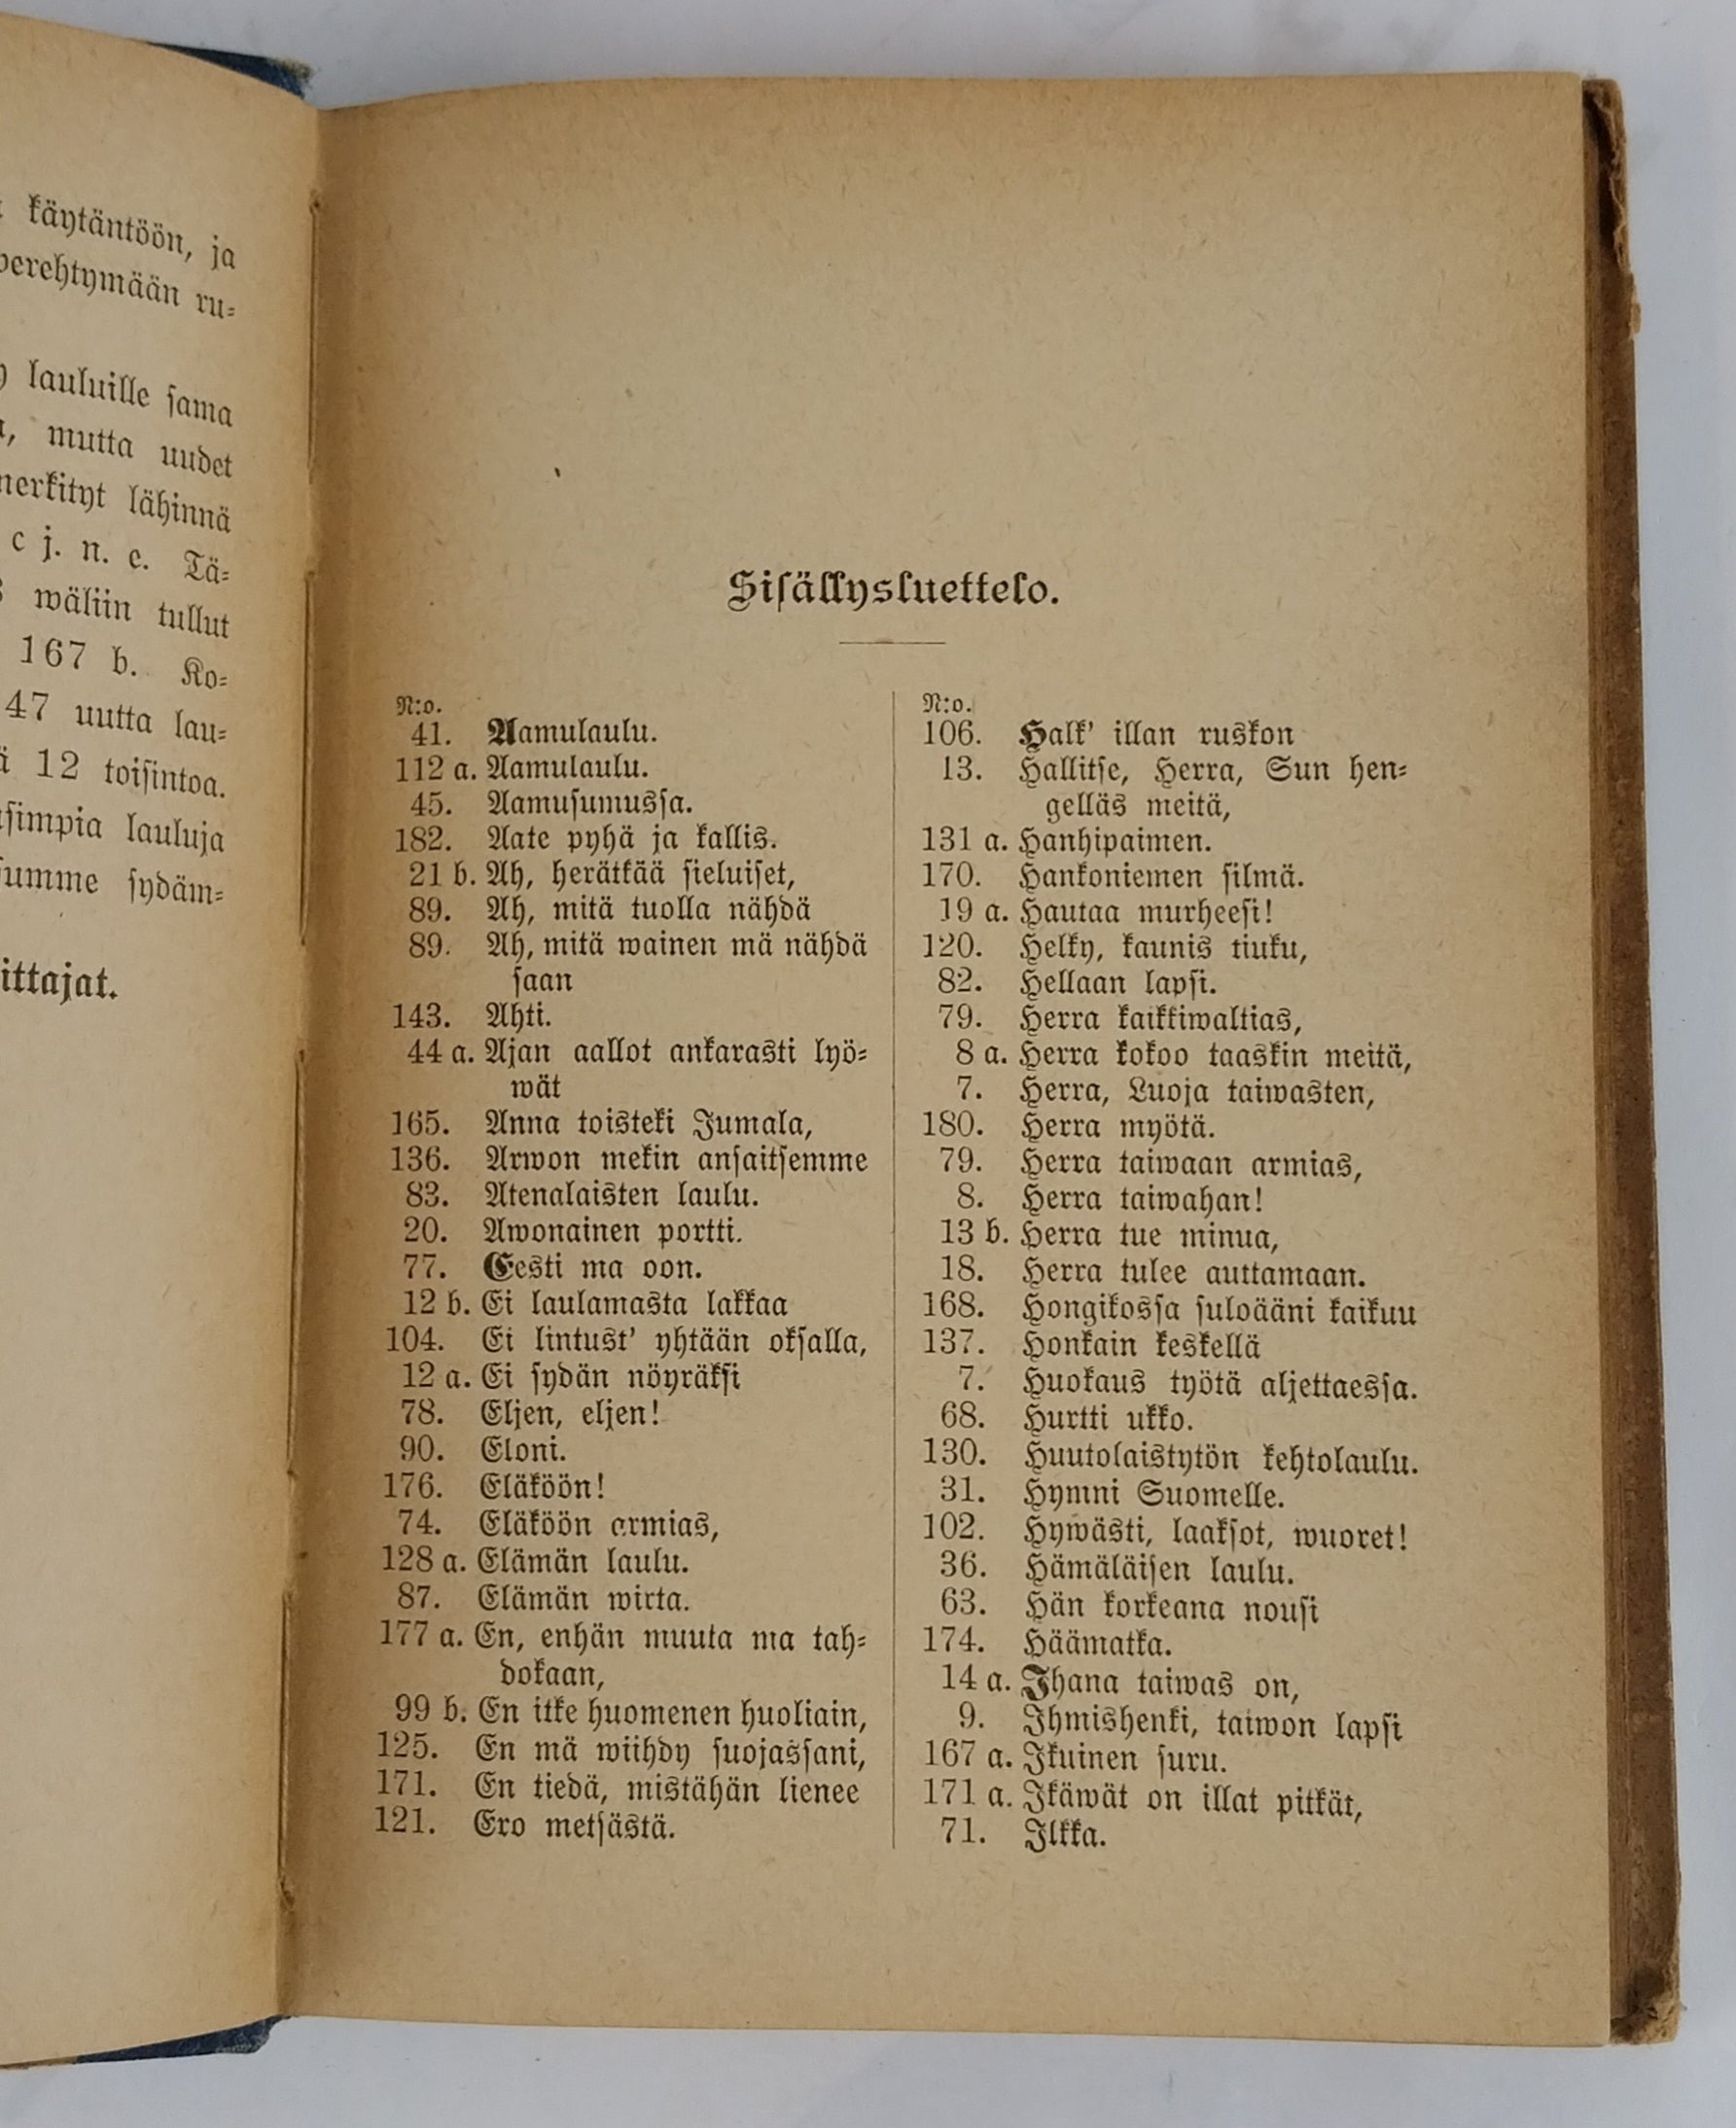 käytäntöön, ja
perehtymään ru-
lauluille sama
mutta uudet
merkityt lähinnä
c j. n. e. Tä-
wäliin tullut
167 b. Ko-
47 uutta lau-
12 toisintoa.
lauluja
sydäm-
Sisällysluettelo.
N:o.
41. Aamulaulu.
112 a. Aamulaulu.
45. Aamusumussa.
182. Aate pyhä ja kallis.
21 b. Ah, herätkää sieluiset,
89. Ah, mitä tuolla nähdä
89. Ah, mitä wainen mä nähdä
saan
143. Ahti.
44 a. Ajan aallot ankarasti lyö-
wät
165. Anna toisteki Jumala,
136. Arwon mekin ansaitsemme
83. Atenalaisten laulu.
20. Awonainen portti.
77. Eesti ma oon.
12 b. Ei laulamasta lakkaa
104. Ei lintust' yhtään oksalla,
12 a. Ei sydän nöyräksi
78. Eljen, eljen!
90. Eloni.
176. Eläköön!
74. Eläköön armias,
128 a. Elämän laulu.
87. Elämän wirta.
177 a. En, enhän muuta ma tah-
dokaan,
99 b. En itke huomenen huoliain,
125. En mä wiihdy suojassani,
171. En tiedä, mistähän lienee
121. Ero metsästä.
N:o.
106. Halk' illan ruskon
13. Hallitse, Herra, Sun hen-
gelläs meitä,
131 a. Hanhipaimen.
170. Hankoniemen silmä.
19 a. Hautaa murheesi!
120. Helky, kaunis tiuku,
82. Hellaan lapsi.
79. Herra kaikkiwaltias,
8 a. Herra kokoo taaskin meitä,
7. Herra, Luoja taiwasten,
180. Herra myötä.
79. Herra taiwaan armias,
8. Herra taiwahan!
13 b. Herra tue minua,
18. Herra tulee auttamaan.
168. Hongikossa suloääni kaikuu
137. Honkain keskellä
7. Huokaus työtä aljettaessa.
68. Hurtti ukko.
130. Huutolaistytön kehtolaulu.
31. Hymni Suomelle.
102. Hywästi, laaksot, wuoret!
36. Hämäläisen laulu.
63. Hän korkeana nousi
174. Häämatka.
14 a. Ihana taiwas on,
9. Ihmishenki, taiwon lapsi
167 a. Ikuinen suru.
171 a. Ikäwät on illat pitkät,
71. Ilkka.